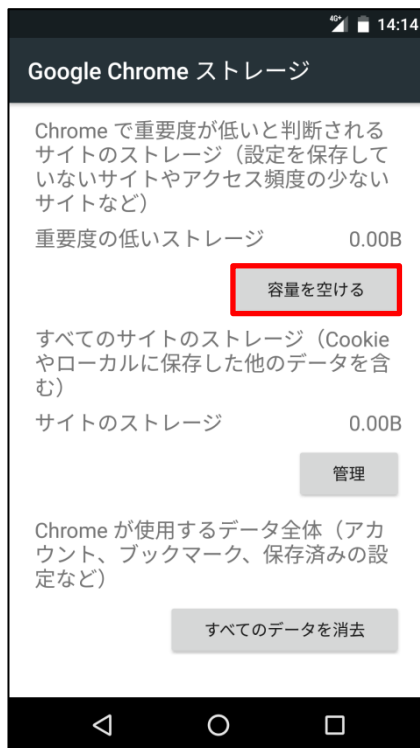 4G+ 14:14
Google Chrome ストレージ
Chrome で重要度が低いと判断される
サイトのストレージ（設定を保存して
いないサイトやアクセス頻度の少ない
サイトなど）
重要度の低いストレージ 0.00B
容量を空ける
すべてのサイトのストレージ（Cookie
やローカルに保存した他のデータを含
む）
サイトのストレージ 0.00B
管理
Chrome が使用するデータ全体（アカ
ウント、ブックマーク、保存済みの設
定など）
すべてのデータを消去